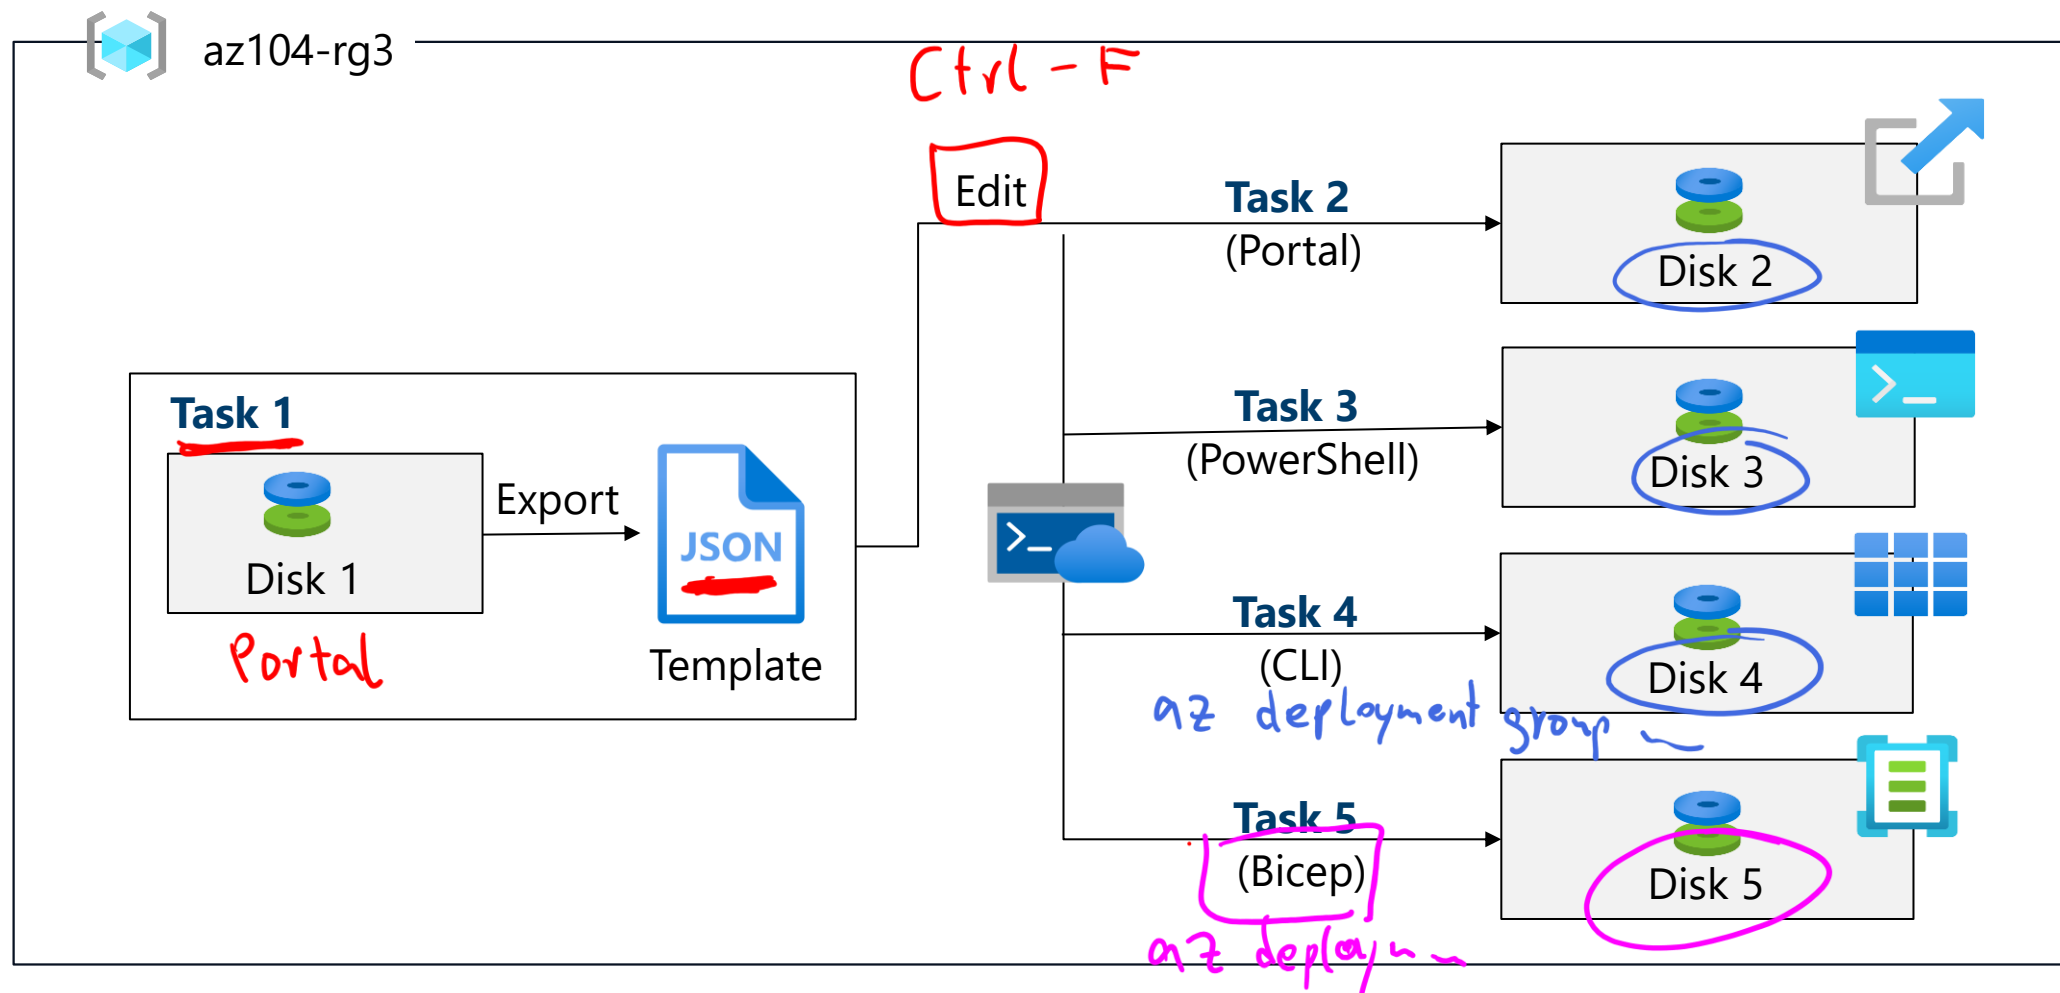 az104-rg3
Ctrl-F
Edit
Task 2
(Portal)
Disk 2
Task 1
Disk 1
Export
JSON
Template
Portal
Task 3
(PowerShell)
Disk 3
>_
>_
Task 4
(CLI)
Disk 4
az deployment group
Task 5
(Bicep)
Disk 5
az deploy